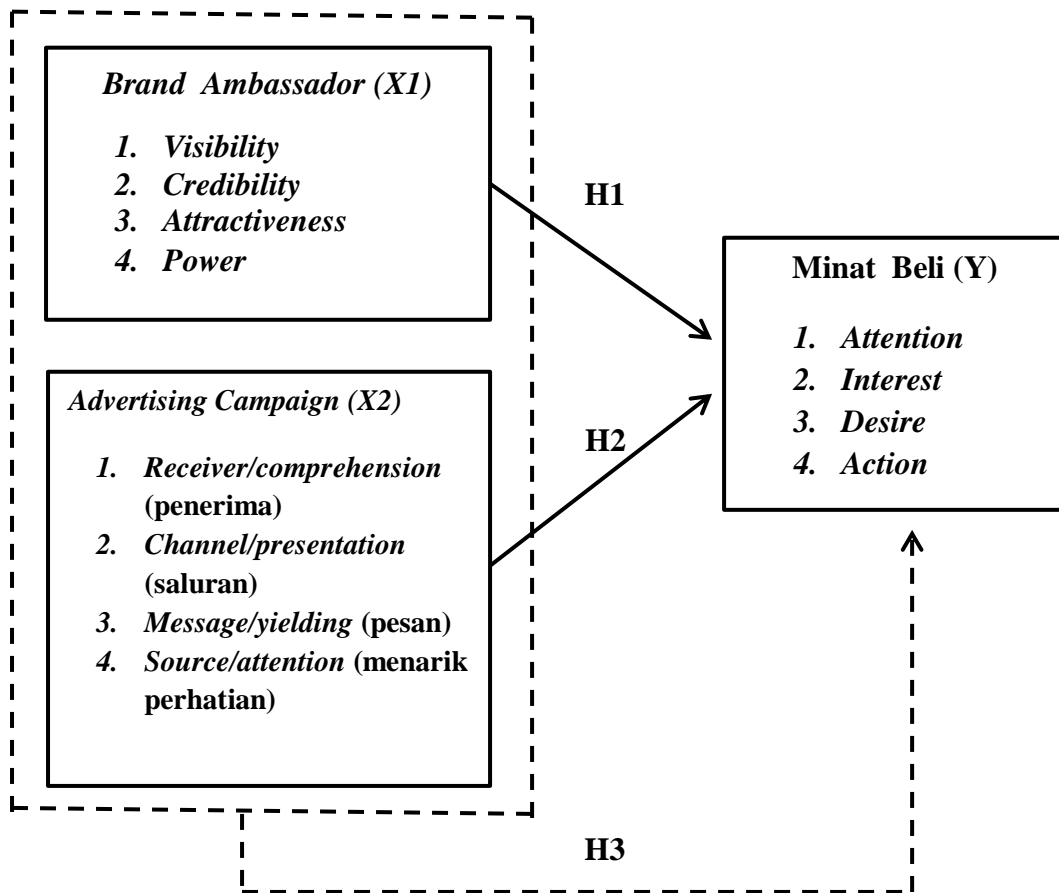 Brand Ambassador (X1)
1. Visibility
2. Credibility
3. Attractiveness
4. Power
H1
Minat Beli (Y)
1. Attention
2. Interest
3. Desire
4. Action
Advertising Campaign (X2)
1. Receiver/comprehension
(penerima)
2. Channel/presentation
(saluran)
3. Message/yielding (pesan)
4. Source/attention (menarik
perhatian)
H2
H3